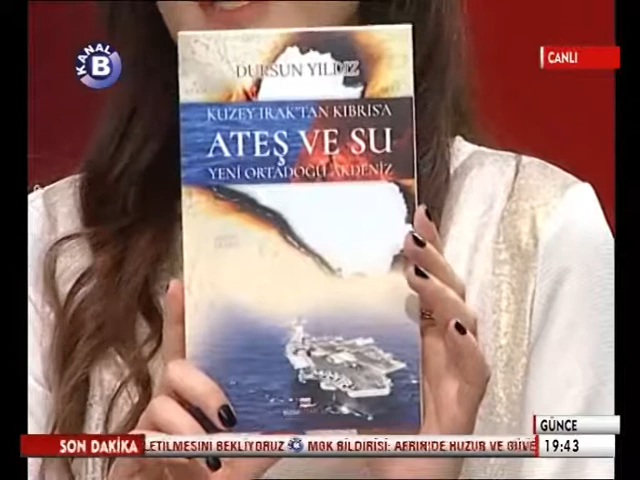 KANAL
B
CANLI
DURSUN YILDIZ
KUZEY IRAK'TAN KIBRIS'A
ATEŞ VE SU
YENİ ORTADOĞU AKDENİZ
GÜNCE
SON DAKİKA
LETİLMESİNİ BEKLİYORUZ B MGK BİLDİRİSİ: AFRİN'DE HUZUR VE GÜVE
19:43